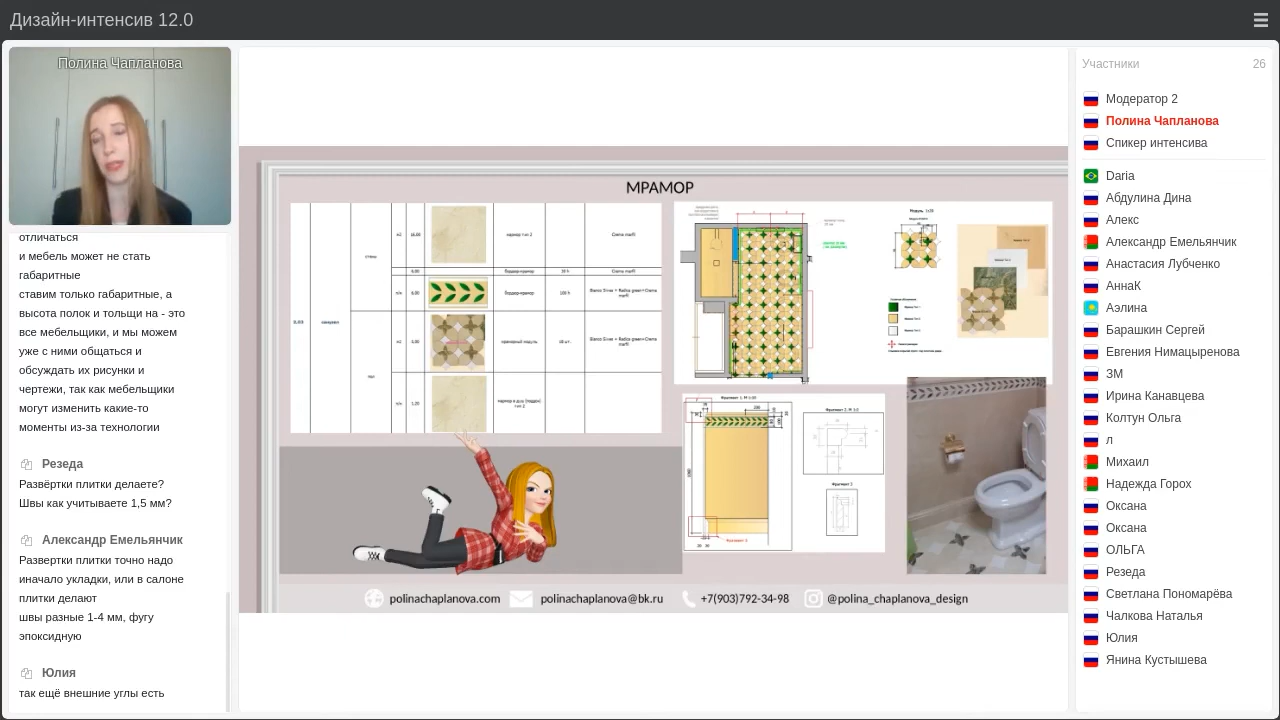 Дизайн-интенсив 12.0
Полина Чапланова
отличаться
и мебель может не стать
габаритные
ставим только габаритные, а
высота полок и тольщи на - это
все мебельщики, и мы можем
уже с ними общаться и
обсуждать их рисунки и
чертежи, так как мебельщики
могут изменить какие-то
моменты из-за технологии
Резеда
Развёртки плитки делаете?
Швы как учитываете 1,5 мм?
Александр Емельянчик
Развертки плитки точно надо
иначало укладки, или в салоне
плитки делают
швы разные 1-4 мм, фугу
эпоксидную
Юлия
так ещё внешние углы есть
МРАМОР
polinachaplanova.com
polinachaplanova@bk.ru
+7(903)792-34-98
@polina_chaplanova_design
Участники 26
Модератор 2
Полина Чапланова
Спикер интенсива
Daria
Абдулина Дина
Алекс
Александр Емельянчик
Анастасия Лубченко
АннаК
Аэлина
Барашкин Сергей
Евгения Нимацыренова
ЗМ
Ирина Канавцева
Колтун Ольга
л
Михаил
Надежда Горох
Оксана
Оксана
ОЛЬГА
Резеда
Светлана Пономарёва
Чалкова Наталья
Юлия
Янина Кустышева